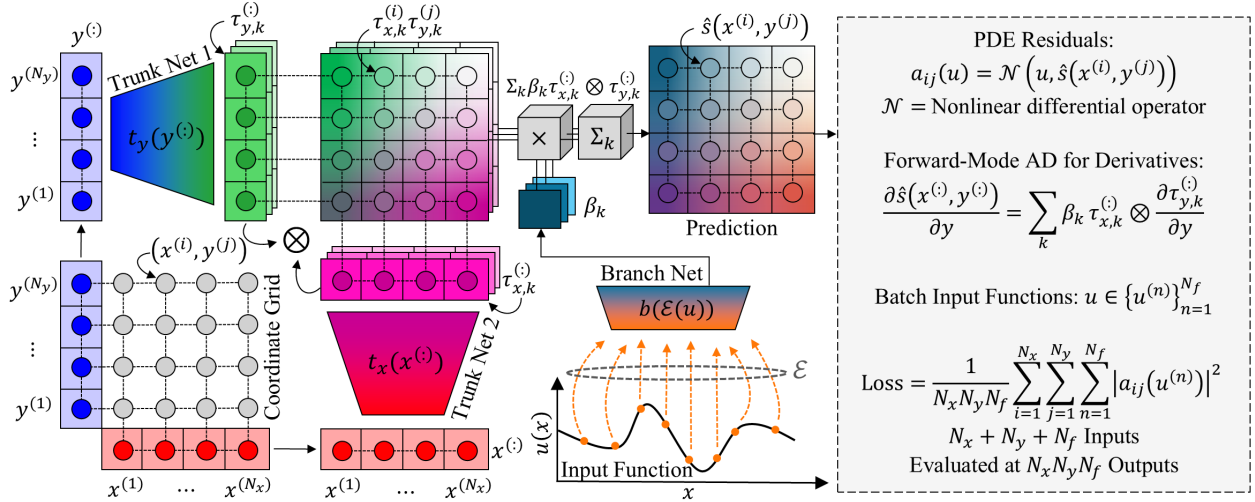 y^{(:)}
y^{(N_y)}
⋮
y^{(1)}
Trunk Net 1
t_y(y^{(:)})
τ_{y,k}^{(:)}
τ_{x,k}^{(i)} τ_{y,k}^{(j)}
Σ_k β_k τ_{x,k}^{(:)} ⊗ τ_{y,k}^{(:)}
×
Σ_k
β_k
ŝ(x^{(i)}, y^{(j)})
Prediction
⊗
(x^{(i)}, y^{(j)})
y^{(N_y)}
⋮
y^{(1)}
Coordinate Grid
x^{(1)} ... x^{(N_x)}
τ_{x,k}^{(:)}
t_x(x^{(:)})
Trunk Net 2
x^{(:)}
x^{(1)} ... x^{(N_x)}
Branch Net
b(ℰ(u))
ℰ
u(x)
Input Function
x
PDE Residuals:
a_{ij}(u) = 𝒩(u, ŝ(x^{(i)}, y^{(j)}))
𝒩 = Nonlinear differential operator
Forward-Mode AD for Derivatives:
∂ŝ(x^{(:)}, y^{(:)})/∂y = ∑_k β_k τ_{x,k}^{(:)} ⊗ ∂τ_{y,k}^{(:)}/∂y
Batch Input Functions: u ∈ {u^{(n)}}_{n=1}^{N_f}
Loss = 1/(N_x N_y N_f) ∑_{i=1}^{N_x} ∑_{j=1}^{N_y} ∑_{n=1}^{N_f} |a_{ij}(u^{(n)})|^2
N_x + N_y + N_f Inputs
Evaluated at N_x N_y N_f Outputs